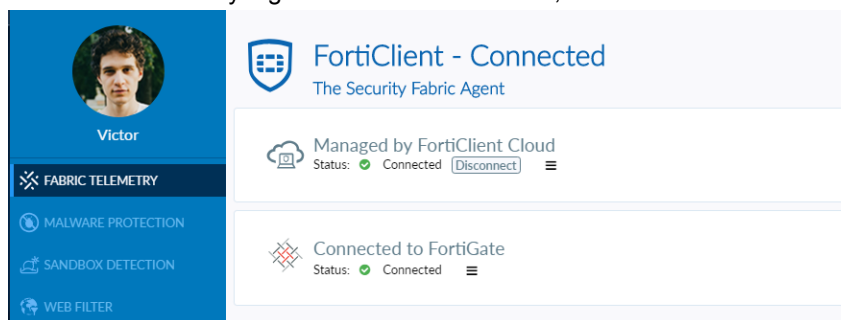 Victor
FABRIC TELEMETRY
MALWARE PROTECTION
SANDBOX DETECTION
WEB FILTER
FortiClient - Connected
The Security Fabric Agent
Managed by FortiClient Cloud
Status: Connected Disconnect
Connected to FortiGate
Status: Connected